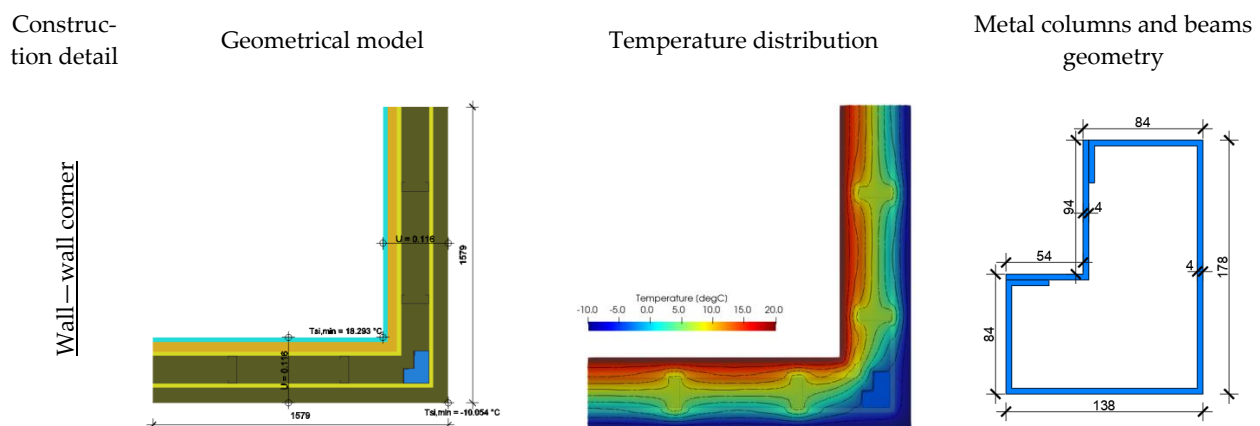 Construc-
tion detail
Geometrical model
Temperature distribution
Metal columns and beams
geometry
Wall—wall corner
U = 0.116
1579
Tsi,min = 18.293 °C
U = 0.116
1579
Tsi,min = -10.054 °C
Temperature (degC)
-10.0 -5.0 0.0 5.0 10.0 15.0 20.0
84
94
4
54
4
178
84
138